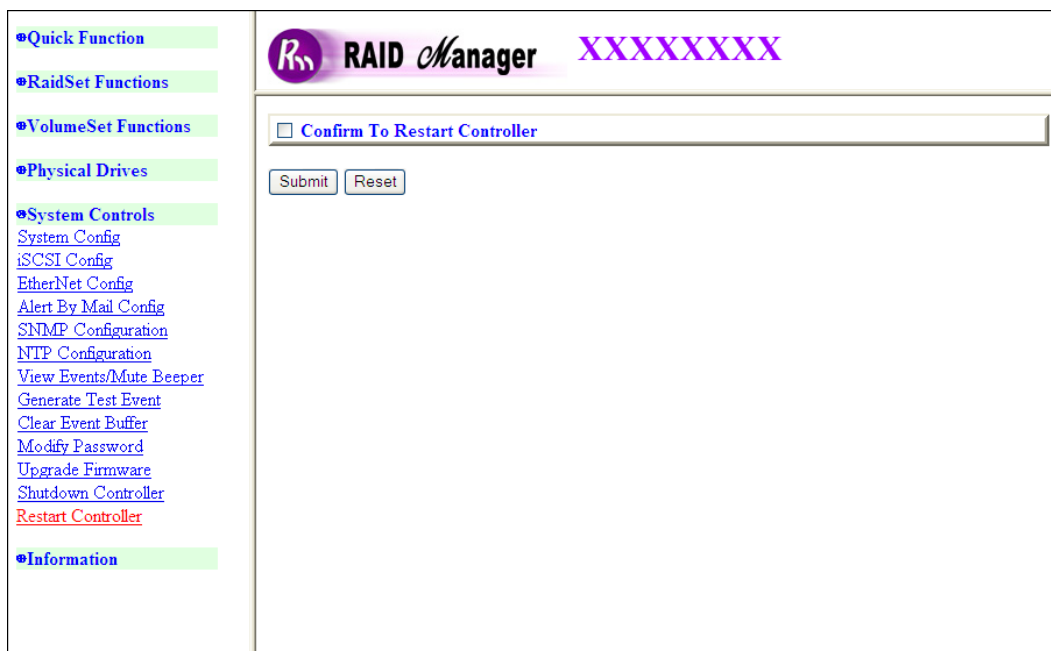 Quick Function
RaidSet Functions
VolumeSet Functions
Physical Drives
System Controls
System Config
iSCSI Config
EtherNet Config
Alert By Mail Config
SNMP Configuration
NTP Configuration
View Events/Mute Beeper
Generate Test Event
Clear Event Buffer
Modify Password
Upgrade Firmware
Shutdown Controller
Restart Controller
Information
Rm RAID Manager XXXXXXXX
Confirm To Restart Controller
Submit Reset